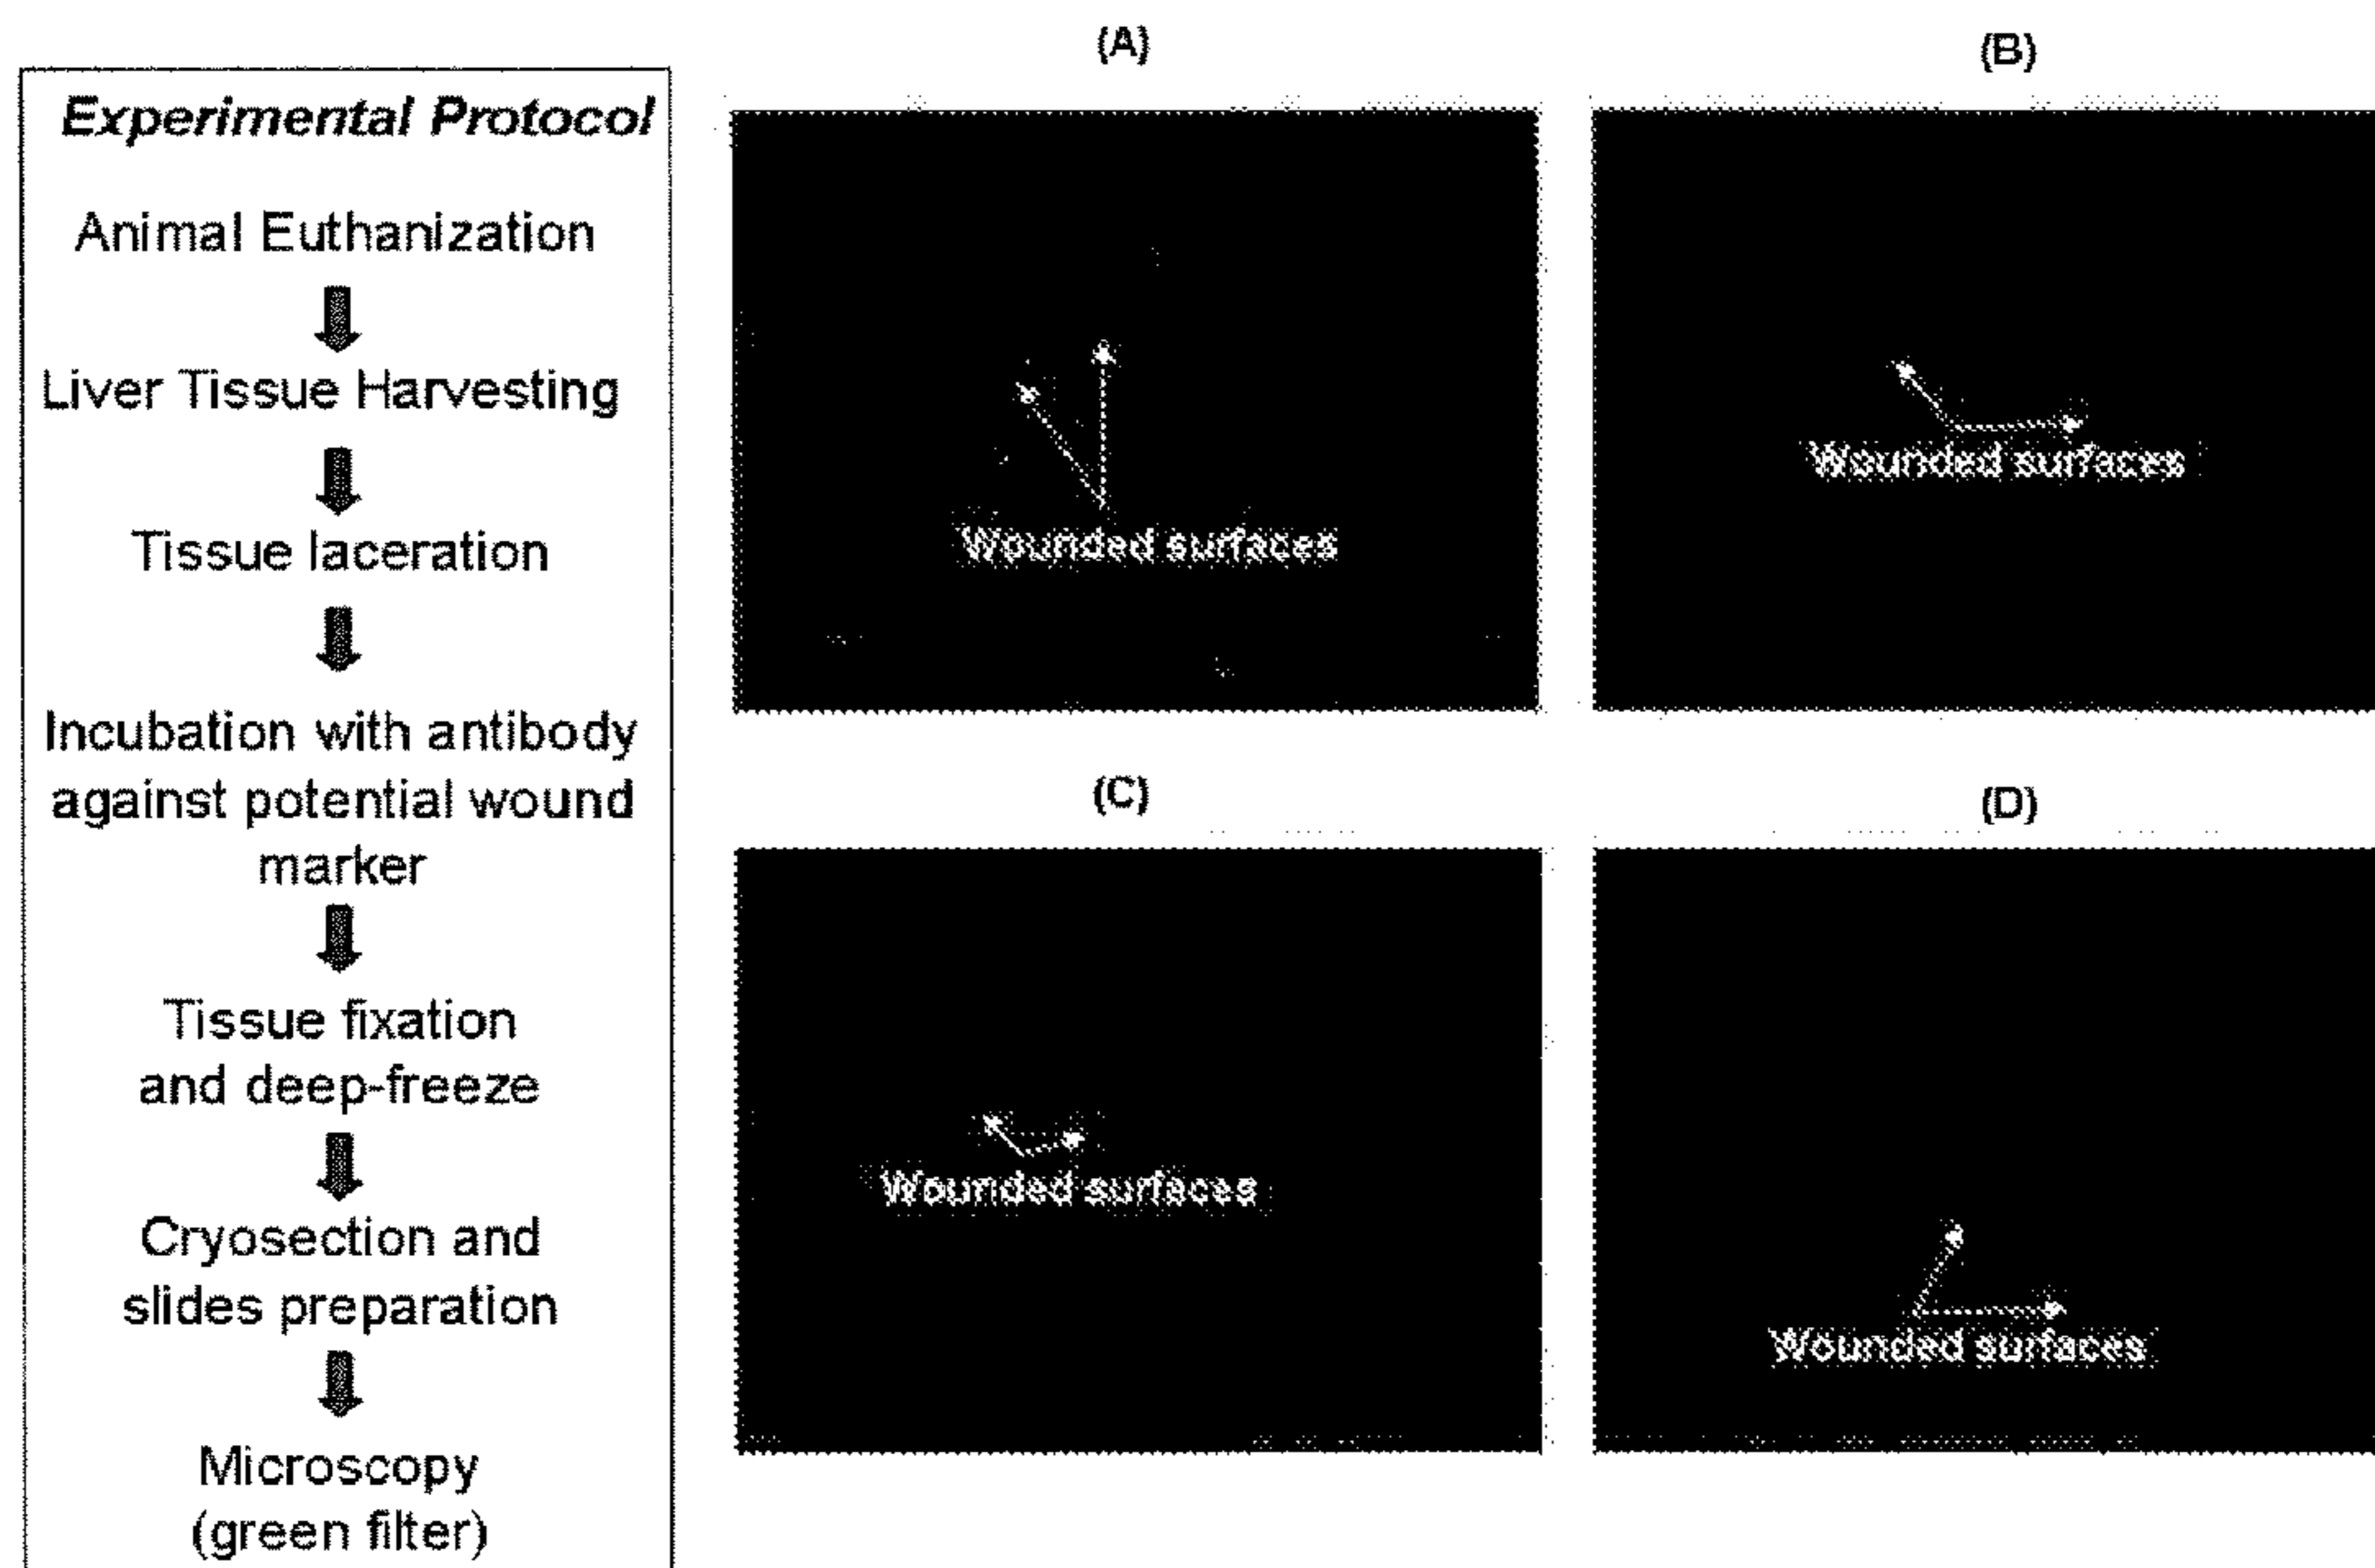 Experimental Protocol
Animal Euthanization
Liver Tissue Harvesting
Tissue laceration
Incubation with antibody
against potential wound
marker
Tissue fixation
and deep-freeze
Cryosection and
slides preparation
Microscopy
(green filter)
(A)
Wounded surfaces
(B)
Wounded surfaces
(C)
Wounded surfaces
(D)
Wounded surfaces